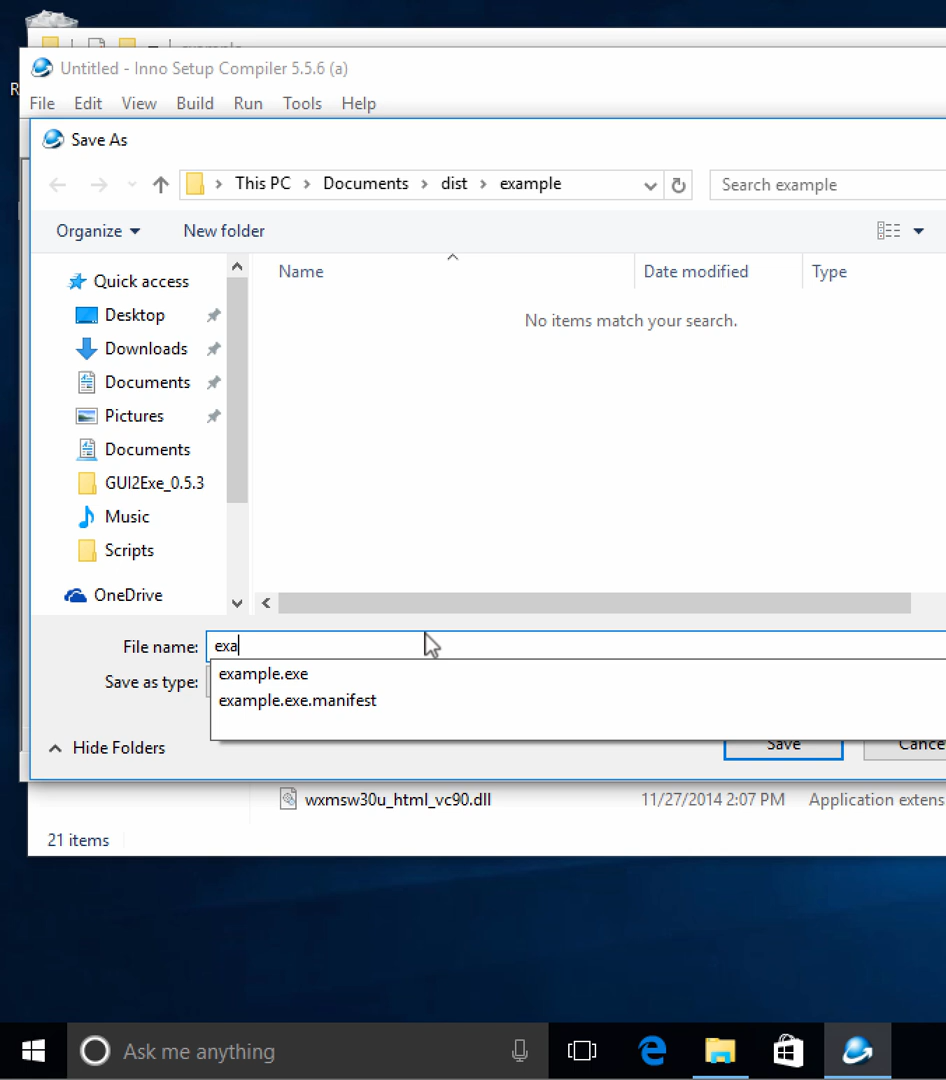 Untitled - Inno Setup Compiler 5.5.6 (a)
File Edit View Build Run Tools Help
Save As
This PC > Documents > dist > example
Search example
Organize
New folder
Name
Date modified
Type
Quick access
Desktop
Downloads
Documents
Pictures
Documents
GUI2Exe_0.5.3
Music
Scripts
OneDrive
No items match your search.
File name: exa
Save as type:
example.exe
example.exe.manifest
Hide Folders
Save
Cance
wxmsw30u_html_vc90.dll 11/27/2014 2:07 PM Application extens
21 items
Ask me anything